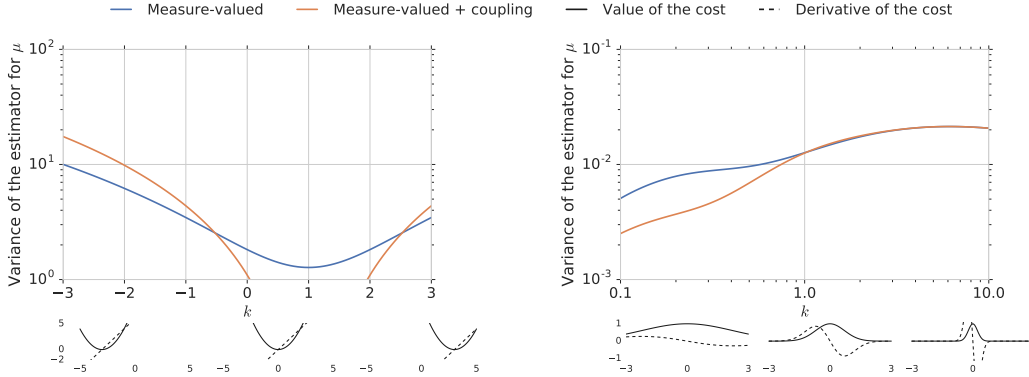 Measure-valued Measure-valued + coupling Value of the cost Derivative of the cost
Variance of the estimator for μ
10² 10¹ 10⁰
−3 −2 −1 0 1 2 3
k
5 0 −2
−5 0 −5 0 −5 0 5
Variance of the estimator for μ
10⁻¹ 10⁻² 10⁻³
0.1 1.0 10.0
k
1 0 −1
−3 0 3 −3 0 3 −3 0 3